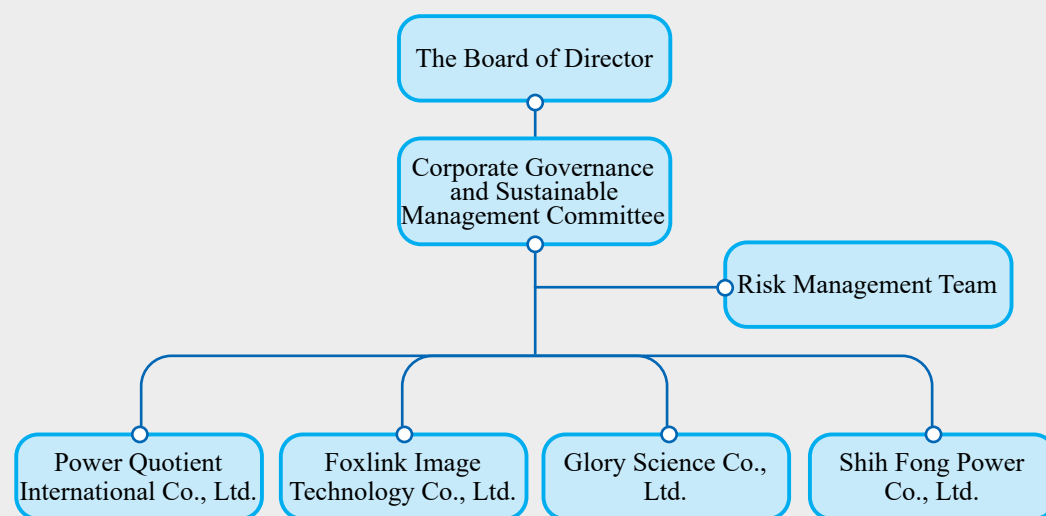 The Board of Director
Corporate Governance
and Sustainable
Management Committee
Risk Management Team
Power Quotient
International Co., Ltd.
Foxlink Image
Technology Co., Ltd.
Glory Science Co.,
Ltd.
Shih Fong Power
Co., Ltd.